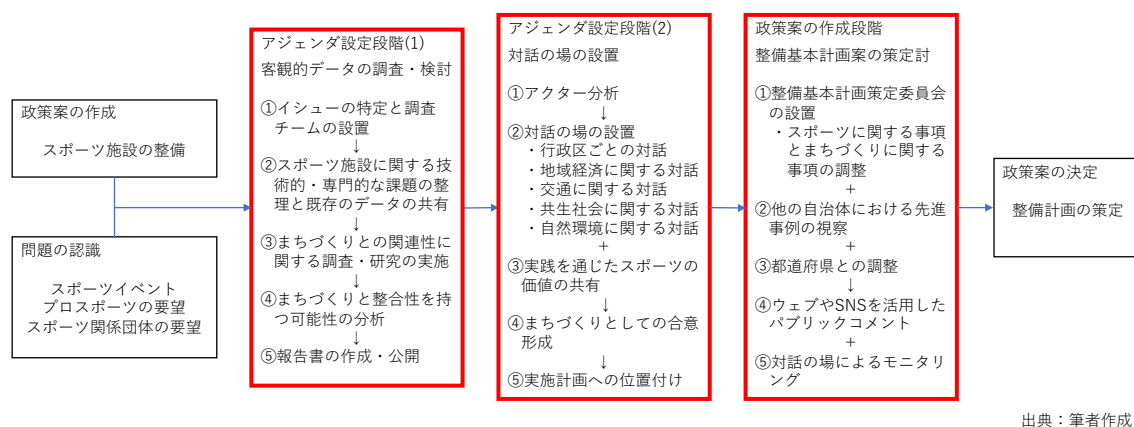 政策案の作成
スポーツ施設の整備
問題の認識
スポーツイベント
プロスポーツの要望
スポーツ関係団体の要望
アジェンダ設定段階(1)
客観的データの調査・検討
①イシューの特定と調査
チームの設置
↓
②スポーツ施設に関する技
術的・専門的な課題の整
理と既存のデータの共有
↓
③まちづくりとの関連性に
関する調査・研究の実施
↓
④まちづくりと整合性を持
つ可能性の分析
↓
⑤報告書の作成・公開
アジェンダ設定段階(2)
対話の場の設置
①アクター分析
↓
②対話の場の設置
・行政区ごとの対話
・地域経済に関する対話
・交通に関する対話
・共生社会に関する対話
・自然環境に関する対話
+
③実践を通じたスポーツの
価値の共有
↓
④まちづくりとしての合意
形成
↓
⑤実施計画への位置付け
政策案の作成段階
整備基本計画案の策定討
①整備基本計画策定委員会
の設置
・スポーツに関する事項
とまちづくりに関する
事項の調整
+
②他の自治体における先進
事例の視察
+
③都道府県との調整
↓
④ウェブやSNSを活用した
パブリックコメント
+
⑤対話の場によるモニタリ
ング
政策案の決定
整備計画の策定
出典：筆者作成